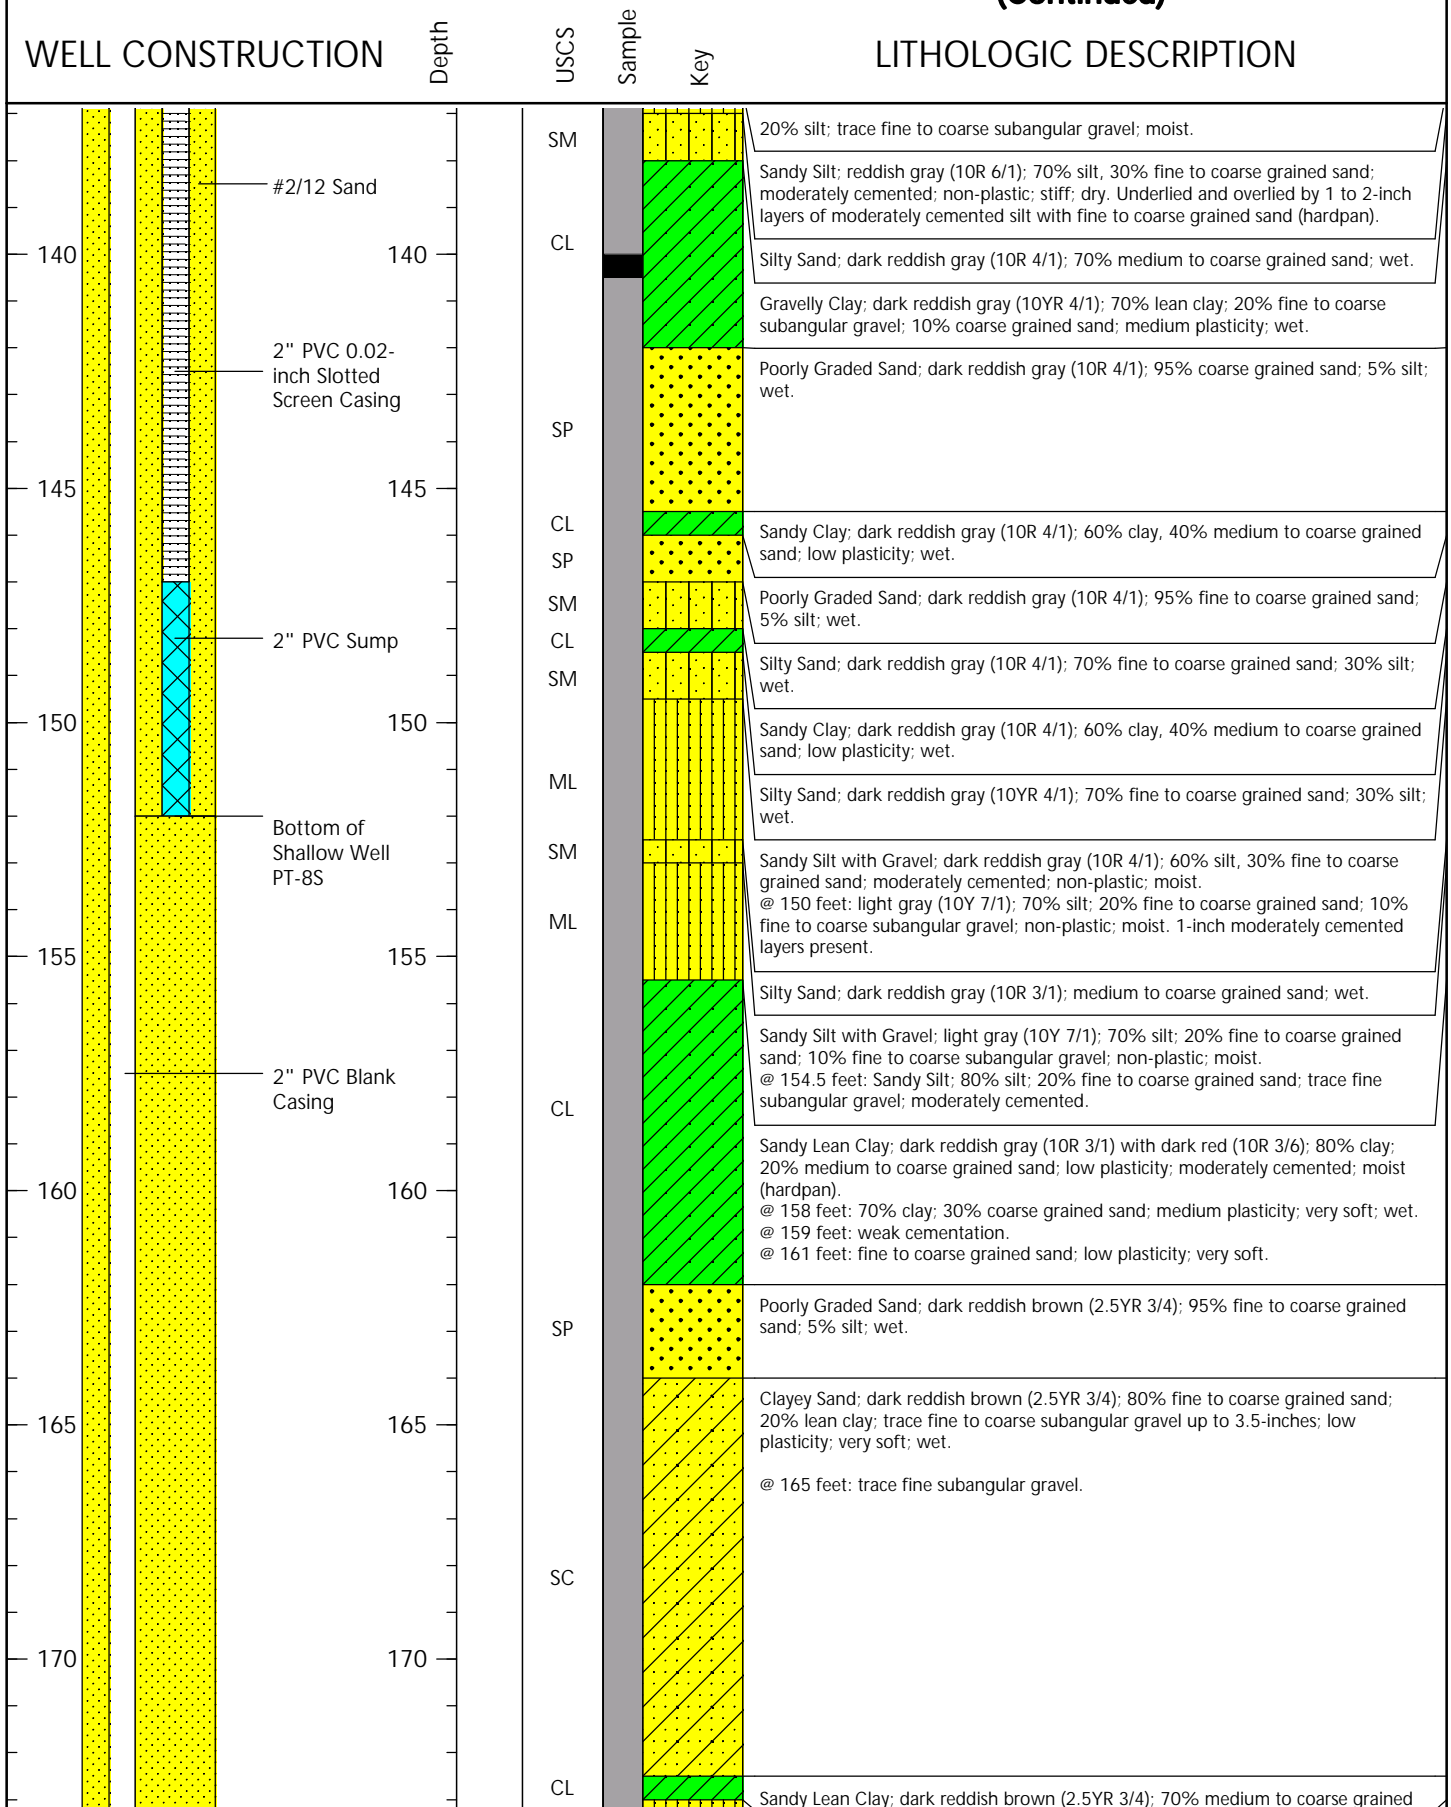 (Continued)
WELL CONSTRUCTION
Depth
USCS
Sample
Key
LITHOLOGIC DESCRIPTION
#2/12 Sand
2" PVC 0.02-
inch Slotted
Screen Casing
2" PVC Sump
Bottom of
Shallow Well
PT-8S
2" PVC Blank
Casing
140
145
150
155
160
165
170
140
145
150
155
160
165
170
SM
CL
SP
CL
SP
SM
CL
SM
ML
SM
ML
CL
SP
SC
CL
20% silt; trace fine to coarse subangular gravel; moist.
Sandy Silt; reddish gray (10R 6/1); 70% silt, 30% fine to coarse grained sand;
moderately cemented; non-plastic; stiff; dry. Underlied and overlied by 1 to 2-inch
layers of moderately cemented silt with fine to coarse grained sand (hardpan).
Silty Sand; dark reddish gray (10R 4/1); 70% medium to coarse grained sand; wet.
Gravelly Clay; dark reddish gray (10YR 4/1); 70% lean clay; 20% fine to coarse
subangular gravel; 10% coarse grained sand; medium plasticity; wet.
Poorly Graded Sand; dark reddish gray (10R 4/1); 95% coarse grained sand; 5% silt;
wet.
Sandy Clay; dark reddish gray (10R 4/1); 60% clay, 40% medium to coarse grained
sand; low plasticity; wet.
Poorly Graded Sand; dark reddish gray (10R 4/1); 95% fine to coarse grained sand;
5% silt; wet.
Silty Sand; dark reddish gray (10R 4/1); 70% fine to coarse grained sand; 30% silt;
wet.
Sandy Clay; dark reddish gray (10R 4/1); 60% clay, 40% medium to coarse grained
sand; low plasticity; wet.
Silty Sand; dark reddish gray (10YR 4/1); 70% fine to coarse grained sand; 30% silt;
wet.
Sandy Silt with Gravel; dark reddish gray (10R 4/1); 60% silt, 30% fine to coarse
grained sand; moderately cemented; non-plastic; moist.
@ 150 feet: light gray (10Y 7/1); 70% silt; 20% fine to coarse grained sand; 10%
fine to coarse subangular gravel; non-plastic; moist. 1-inch moderately cemented
layers present.
Silty Sand; dark reddish gray (10R 3/1); medium to coarse grained sand; wet.
Sandy Silt with Gravel; light gray (10Y 7/1); 70% silt; 20% fine to coarse grained
sand; 10% fine to coarse subangular gravel; non-plastic; moist.
@ 154.5 feet: Sandy Silt; 80% silt; 20% fine to coarse grained sand; trace fine
subangular gravel; moderately cemented.
Sandy Lean Clay; dark reddish gray (10R 3/1) with dark red (10R 3/6); 80% clay;
20% medium to coarse grained sand; low plasticity; moderately cemented; moist
(hardpan).
@ 158 feet: 70% clay; 30% coarse grained sand; medium plasticity; very soft; wet.
@ 159 feet: weak cementation.
@ 161 feet: fine to coarse grained sand; low plasticity; very soft.
Poorly Graded Sand; dark reddish brown (2.5YR 3/4); 95% fine to coarse grained
sand; 5% silt; wet.
Clayey Sand; dark reddish brown (2.5YR 3/4); 80% fine to coarse grained sand;
20% lean clay; trace fine to coarse subangular gravel up to 3.5-inches; low
plasticity; very soft; wet.
@ 165 feet: trace fine subangular gravel.
Sandy Lean Clay; dark reddish brown (2.5YR 3/4); 70% medium to coarse grained